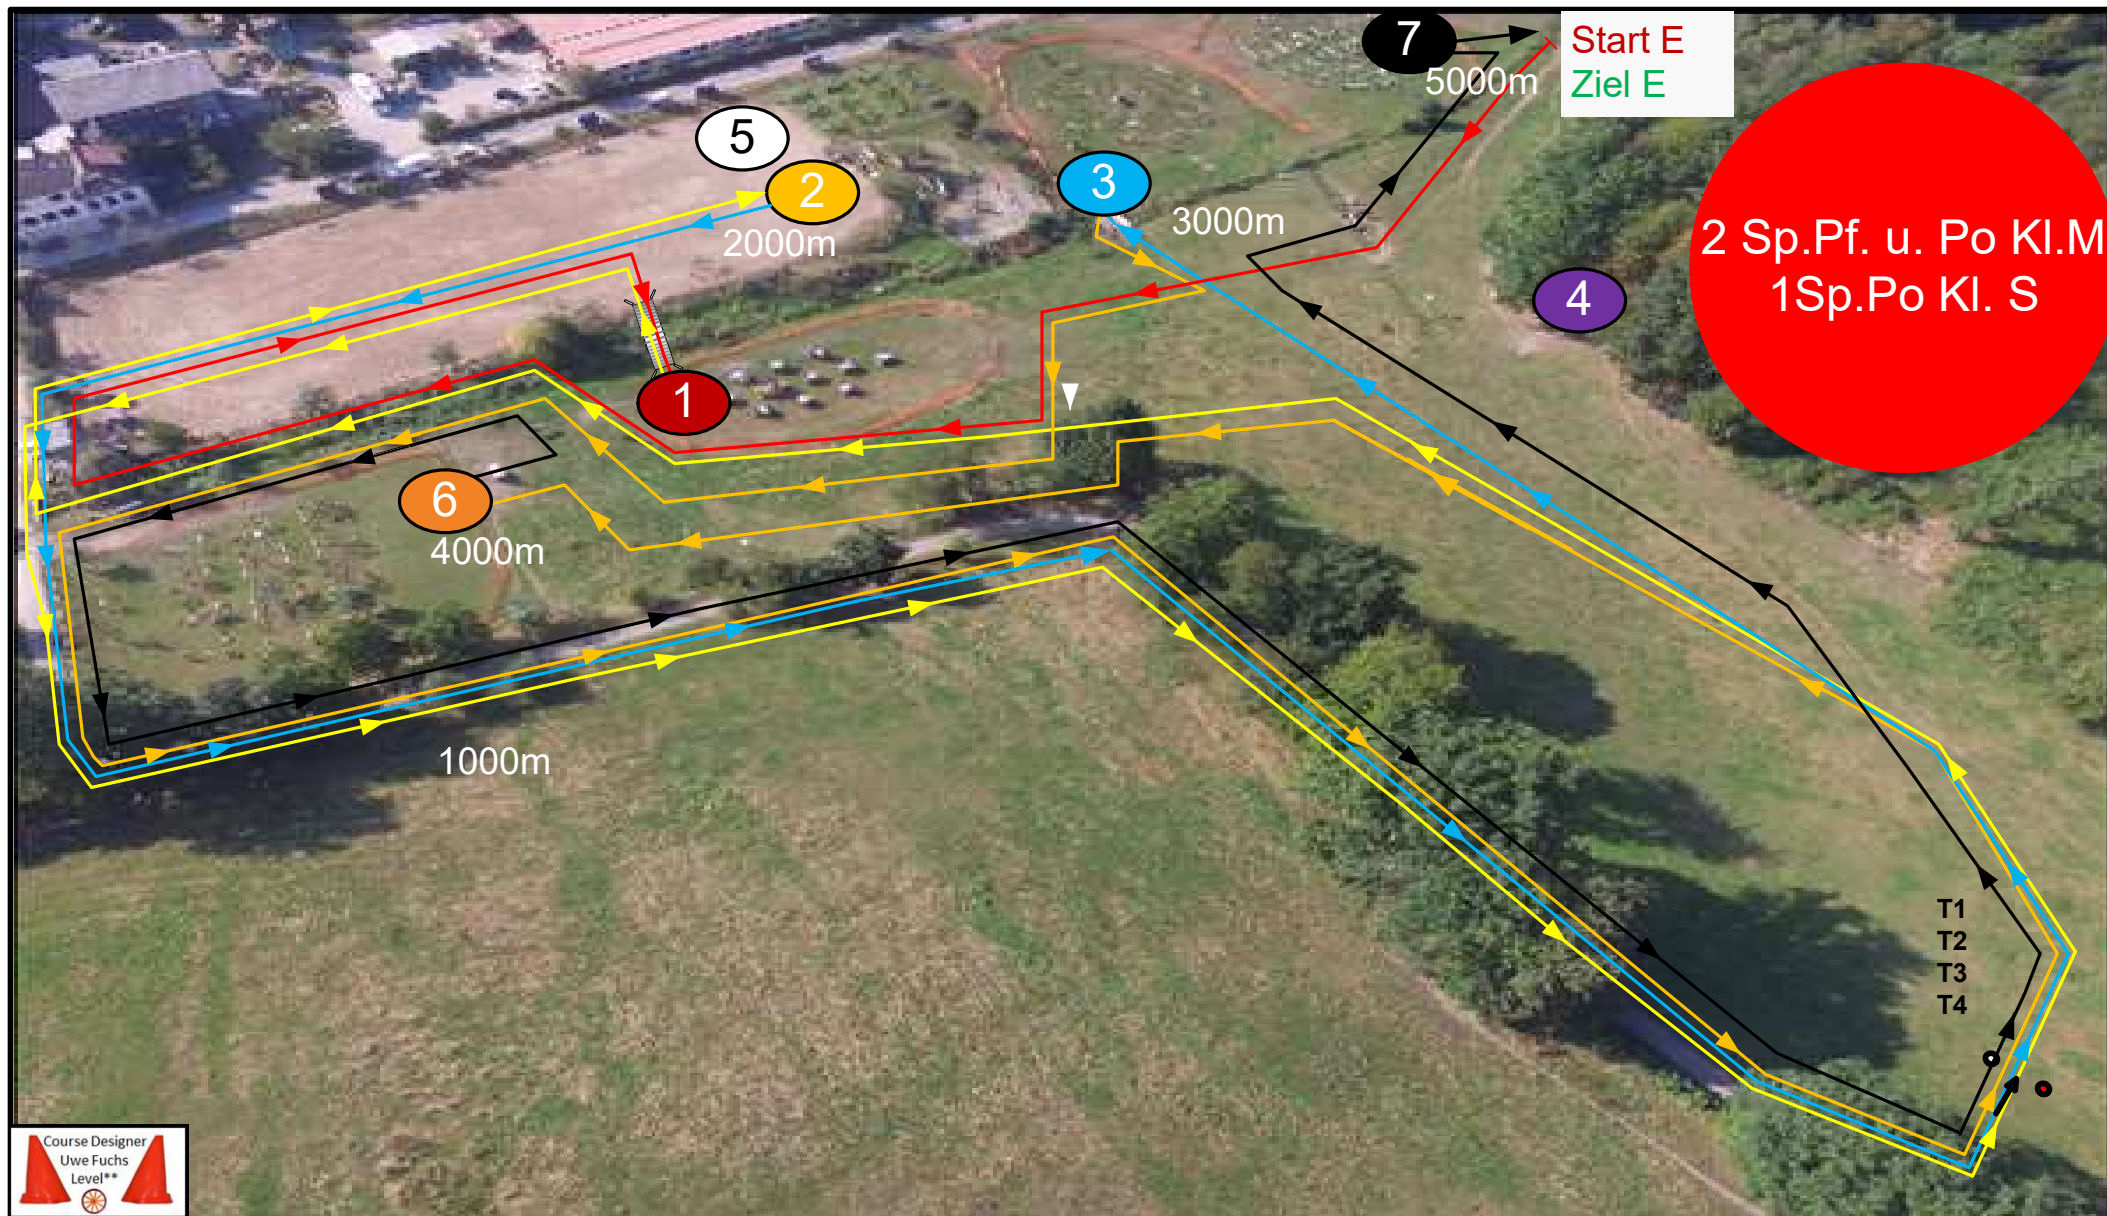 7
Start E
5000m
Ziel E
5
2
3
2000m
3000m
2 Sp.Pf. u. Po Kl.M
1Sp.Po Kl. S
4
1
6
4000m
1000m
T1
T2
T3
T4
Course Designer
Uwe Fuchs
Level**